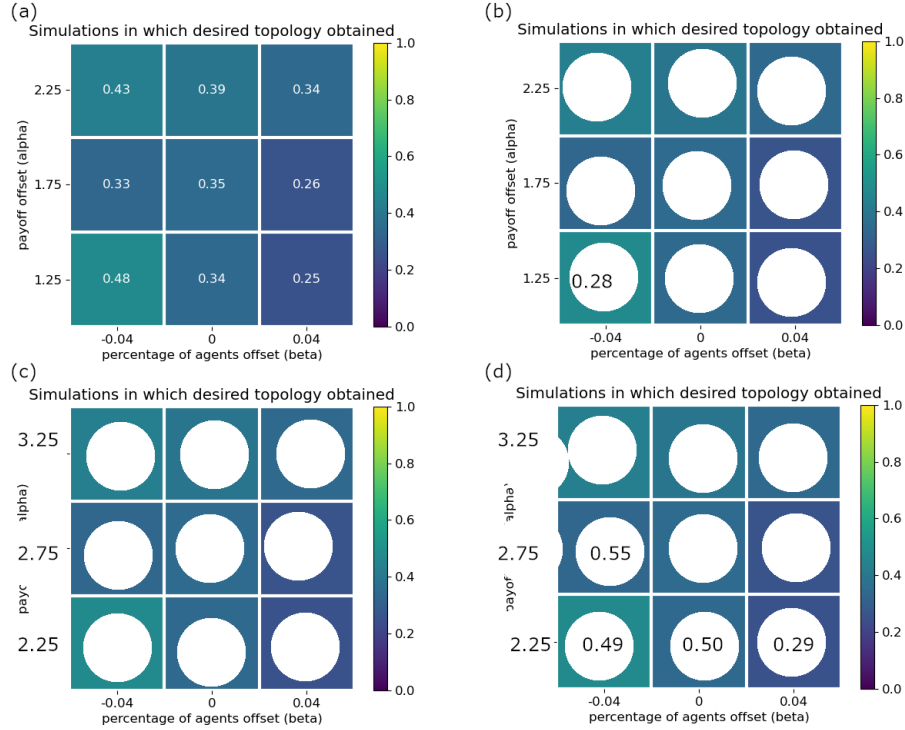 (a)
Simulations in which desired topology obtained
payoff offset (alpha)
2.25
0.43 0.39 0.34
1.75
0.33 0.35 0.26
1.25
0.48 0.34 0.25
-0.04 0 0.04
percentage of agents offset (beta)
1.0
0.8
0.6
0.4
0.2
0.0
(b)
Simulations in which desired topology obtained
payoff offset (alpha)
2.25
1.75
1.25
0.28
-0.04 0 0.04
percentage of agents offset (beta)
1.0
0.8
0.6
0.4
0.2
0.0
(c)
Simulations in which desired topology obtained
3.25
2.75
2.25
-0.04 0 0.04
percentage of agents offset (beta)
1.0
0.8
0.6
0.4
0.2
0.0
(d)
Simulations in which desired topology obtained
3.25
2.75
0.55
2.25
0.49 0.50 0.29
-0.04 0 0.04
percentage of agents offset (beta)
1.0
0.8
0.6
0.4
0.2
0.0